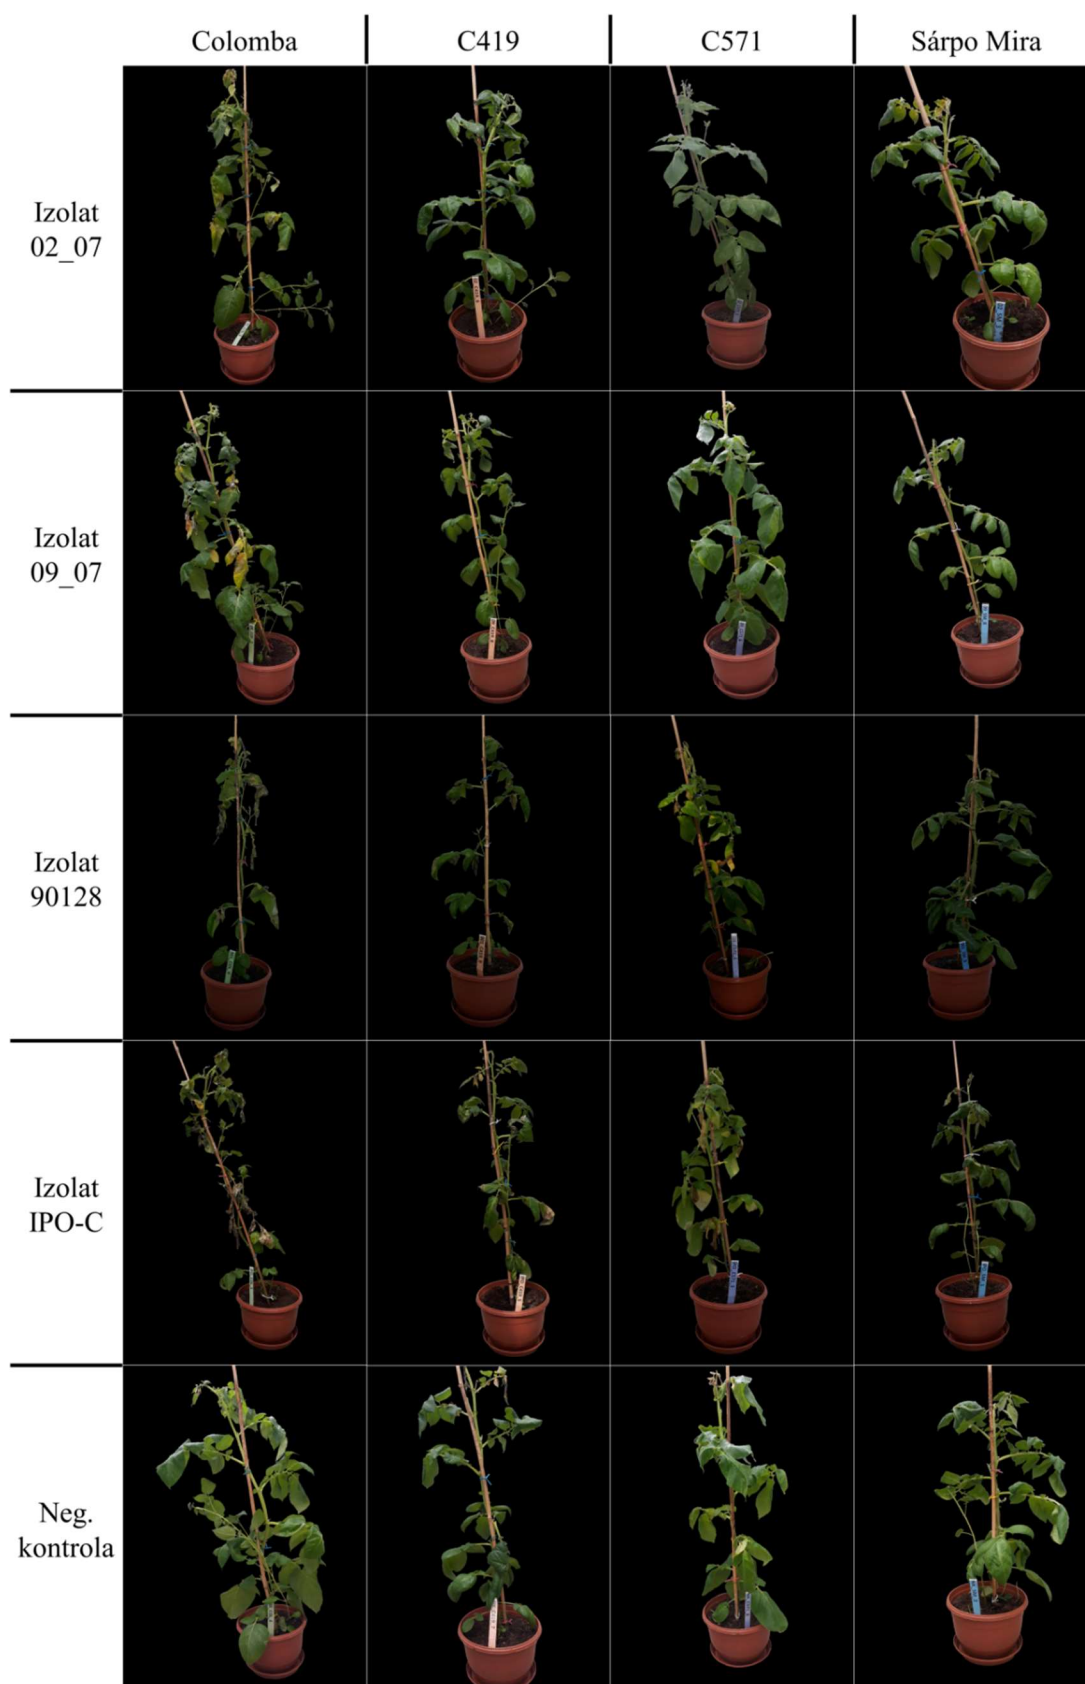 Colomba
C419
C571
Sárpo Mira
Izolat
02_07
Izolat
09_07
Izolat
90128
Izolat
IPO-C
Neg.
kontrola